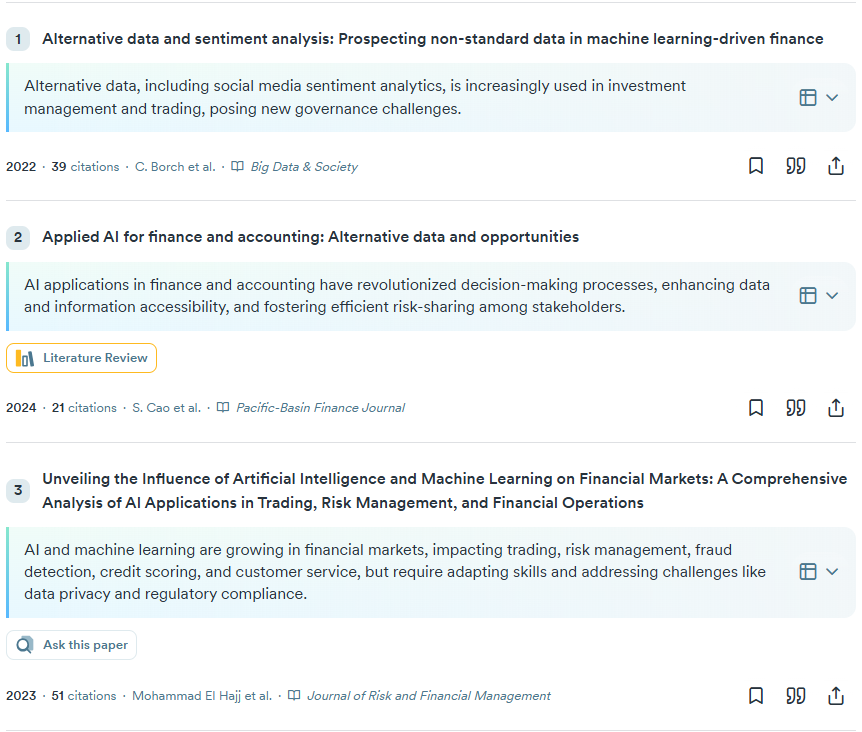 1 Alternative data and sentiment analysis: Prospecting non-standard data in machine learning-driven finance
Alternative data, including social media sentiment analytics, is increasingly used in investment
management and trading, posing new governance challenges.
2022 · 39 citations · C. Borch et al. · Big Data & Society
2 Applied AI for finance and accounting: Alternative data and opportunities
AI applications in finance and accounting have revolutionized decision-making processes, enhancing data
and information accessibility, and fostering efficient risk-sharing among stakeholders.
Literature Review
2024 · 21 citations · S. Cao et al. · Pacific-Basin Finance Journal
3 Unveiling the Influence of Artificial Intelligence and Machine Learning on Financial Markets: A Comprehensive
Analysis of AI Applications in Trading, Risk Management, and Financial Operations
AI and machine learning are growing in financial markets, impacting trading, risk management, fraud
detection, credit scoring, and customer service, but require adapting skills and addressing challenges like
data privacy and regulatory compliance.
Ask this paper
2023 · 51 citations · Mohammad El Hajj et al. · Journal of Risk and Financial Management